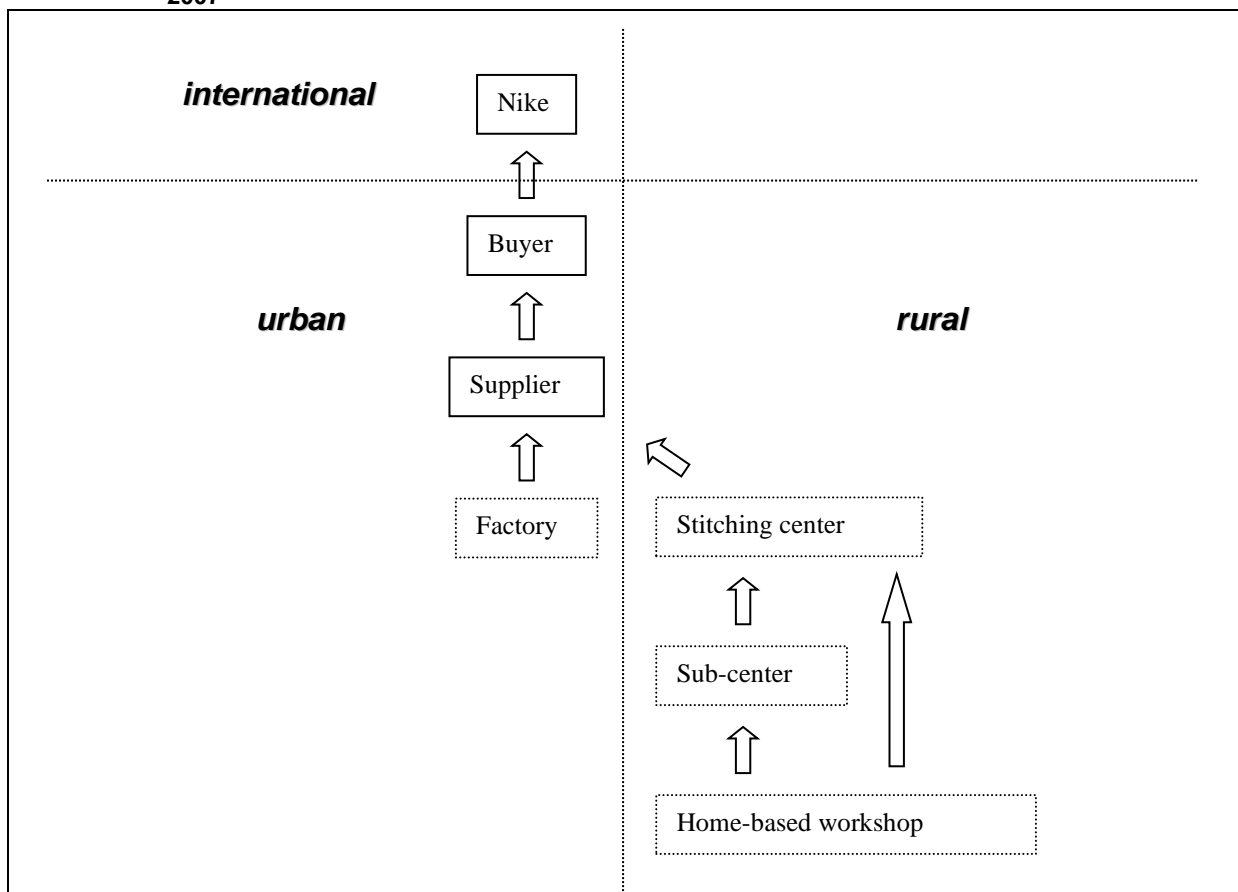 international
Nike
Buyer
urban
rural
Supplier
Factory
Stitching center
Sub-center
Home-based workshop